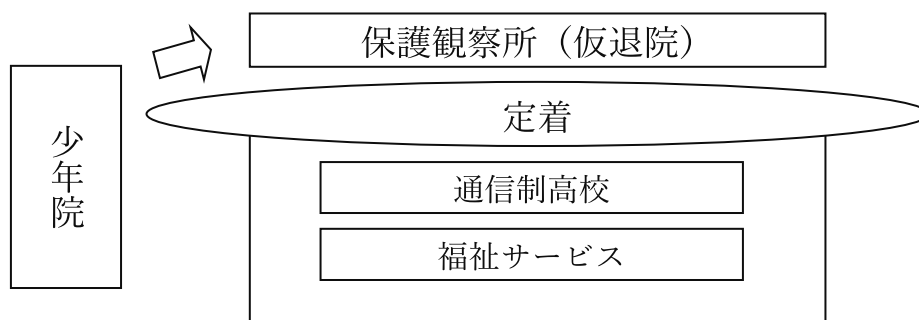 保護観察所（仮退院）
少年院
定着
通信制高校
福祉サービス